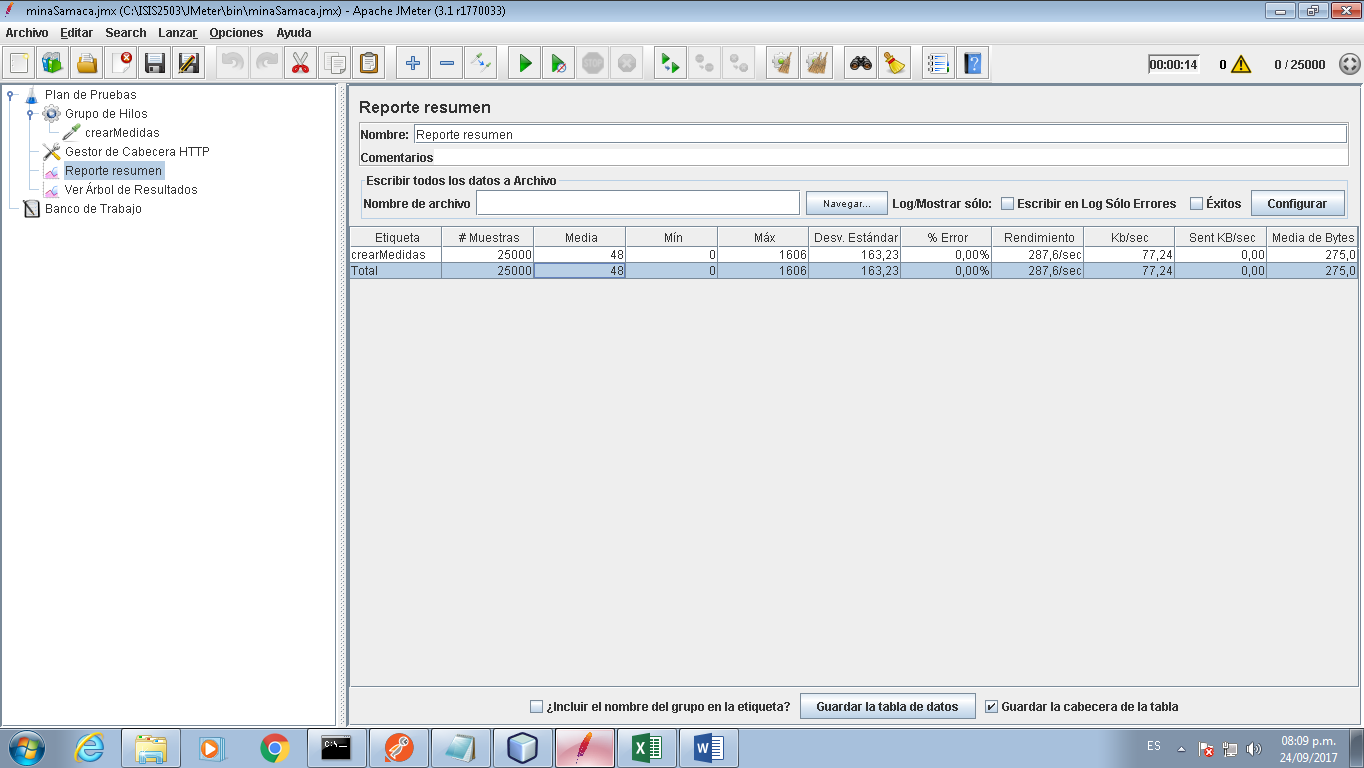 minaSamaca.jmx (C:\ISIS2503\JMeter\bin\minaSamaca.jmx) - Apache JMeter (3.1 r1770033)
Archivo Editar Search Lanzar Opciones Ayuda
STOP 00:00:14 0 0 / 25000
Plan de Pruebas
Grupo de Hilos
crearMedidas
Gestor de Cabecera HTTP
Reporte resumen
Ver Árbol de Resultados
Banco de Trabajo
Reporte resumen
Nombre: Reporte resumen
Comentarios
Escribir todos los datos a Archivo
Nombre de archivo Navegar... Log/Mostrar sólo: Escribir en Log Sólo Errores Éxitos Configurar
Etiqueta # Muestras Media Mín Máx Desv. Estándar % Error Rendimiento Kb/sec Sent KB/sec Media de Bytes
crearMedidas 25000 48 0 1606 163,23 0,00% 287,6/sec 77,24 0,00 275,0
Total 25000 48 0 1606 163,23 0,00% 287,6/sec 77,24 0,00 275,0
¿Incluir el nombre del grupo en la etiqueta? Guardar la tabla de datos Guardar la cabecera de la tabla
C:\_ ES 08:09 p.m.
24/09/2017